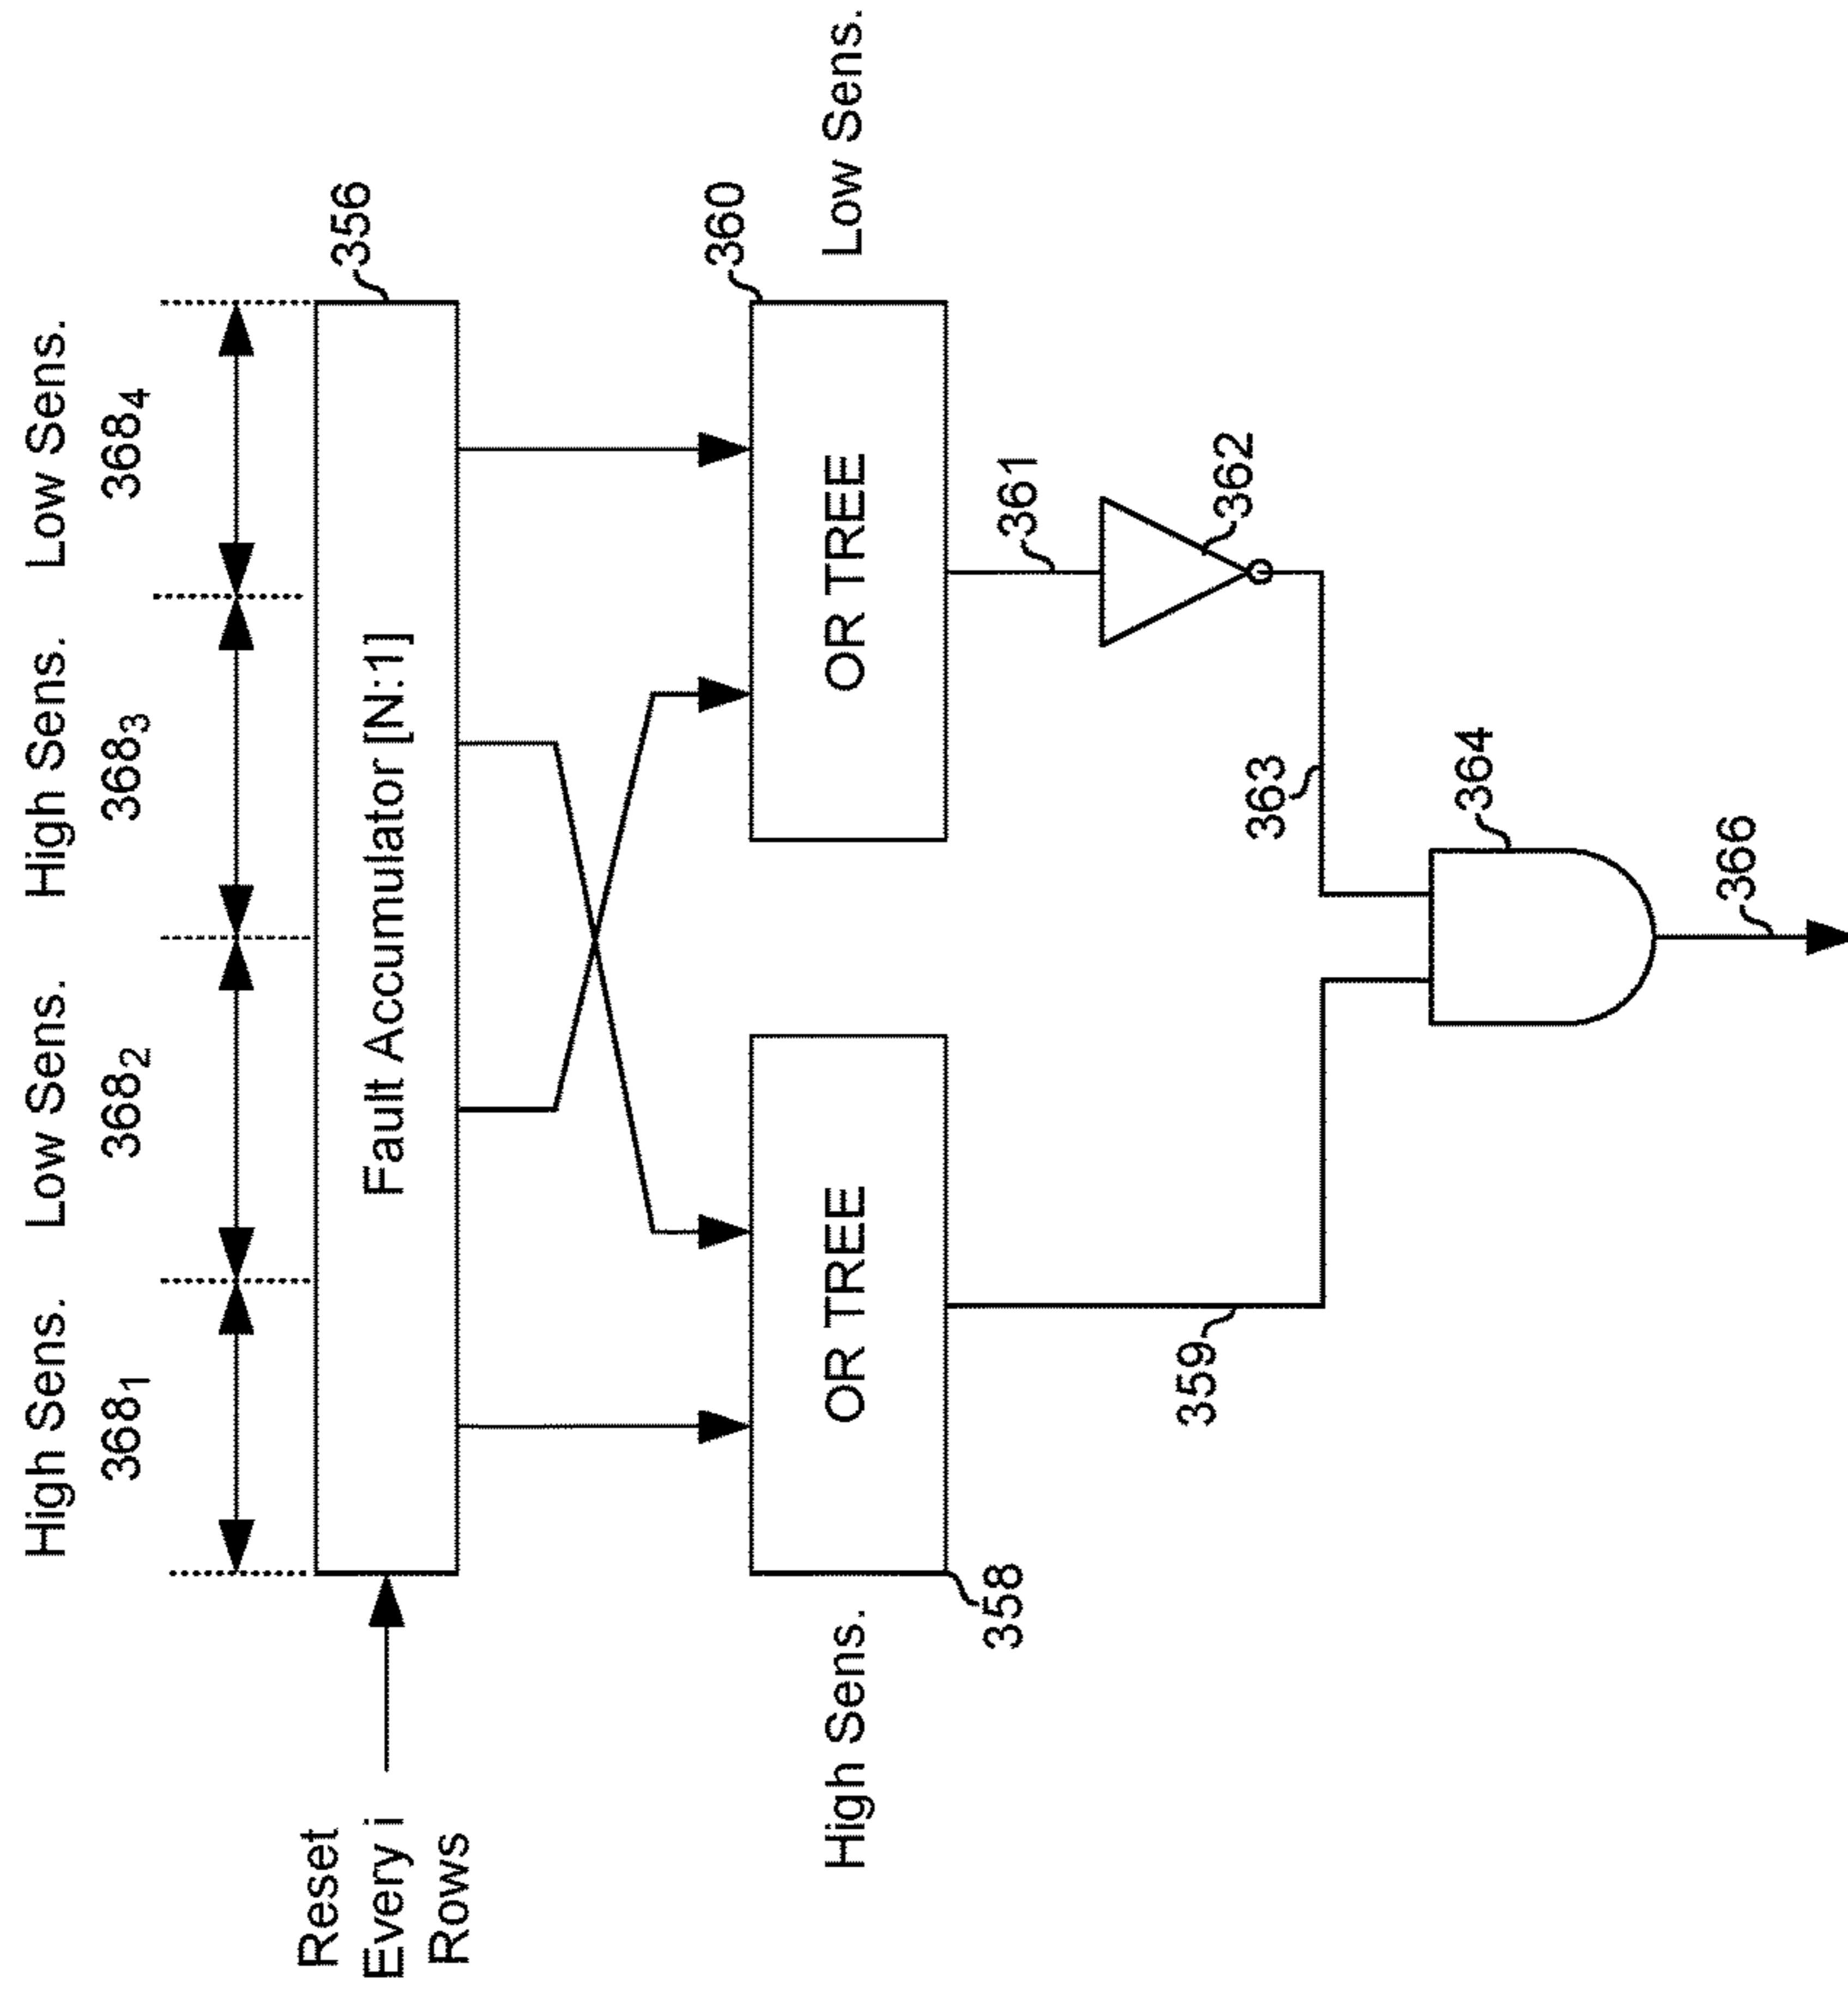 High Sens. Low Sens. High Sens. Low Sens.
368₁ 368₂ 368₃ 368₄
Reset
Every i
Rows
Fault Accumulator [N:1]
356
High Sens.
OR TREE
358
OR TREE
360
Low Sens.
359
361
362
363
364
366